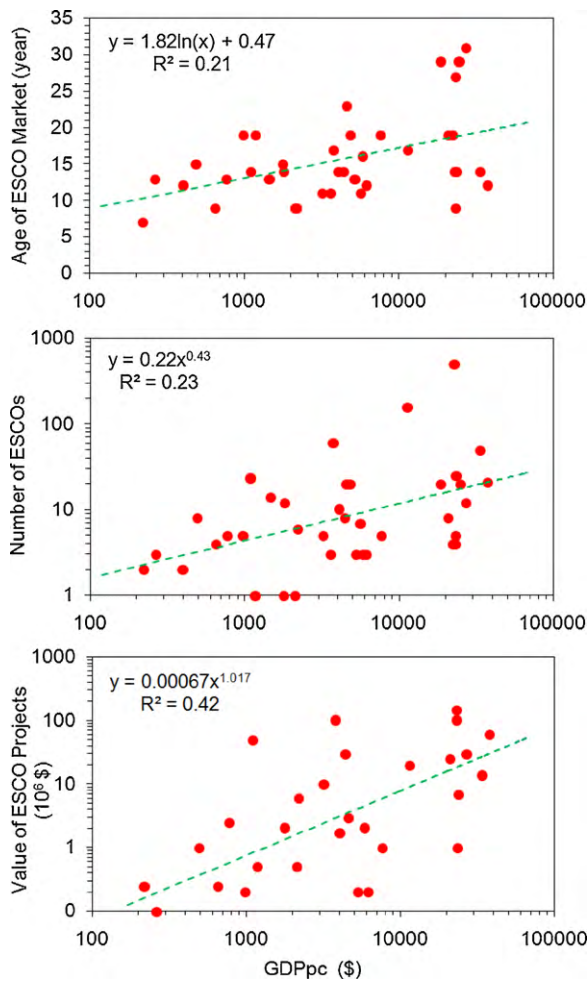 Age of ESCO Market (year)
35
30
25
20
15
10
5
0
y = 1.82ln(x) + 0.47
R² = 0.21
100 1000 10000 100000
Number of ESCOs
1000
100
10
1
y = 0.22x^0.43
R² = 0.23
100 1000 10000 100000
Value of ESCO Projects
(10⁶ $)
1000
100
10
1
0
y = 0.00067x^1.017
R² = 0.42
100 1000 10000 100000
GDPpc ($)